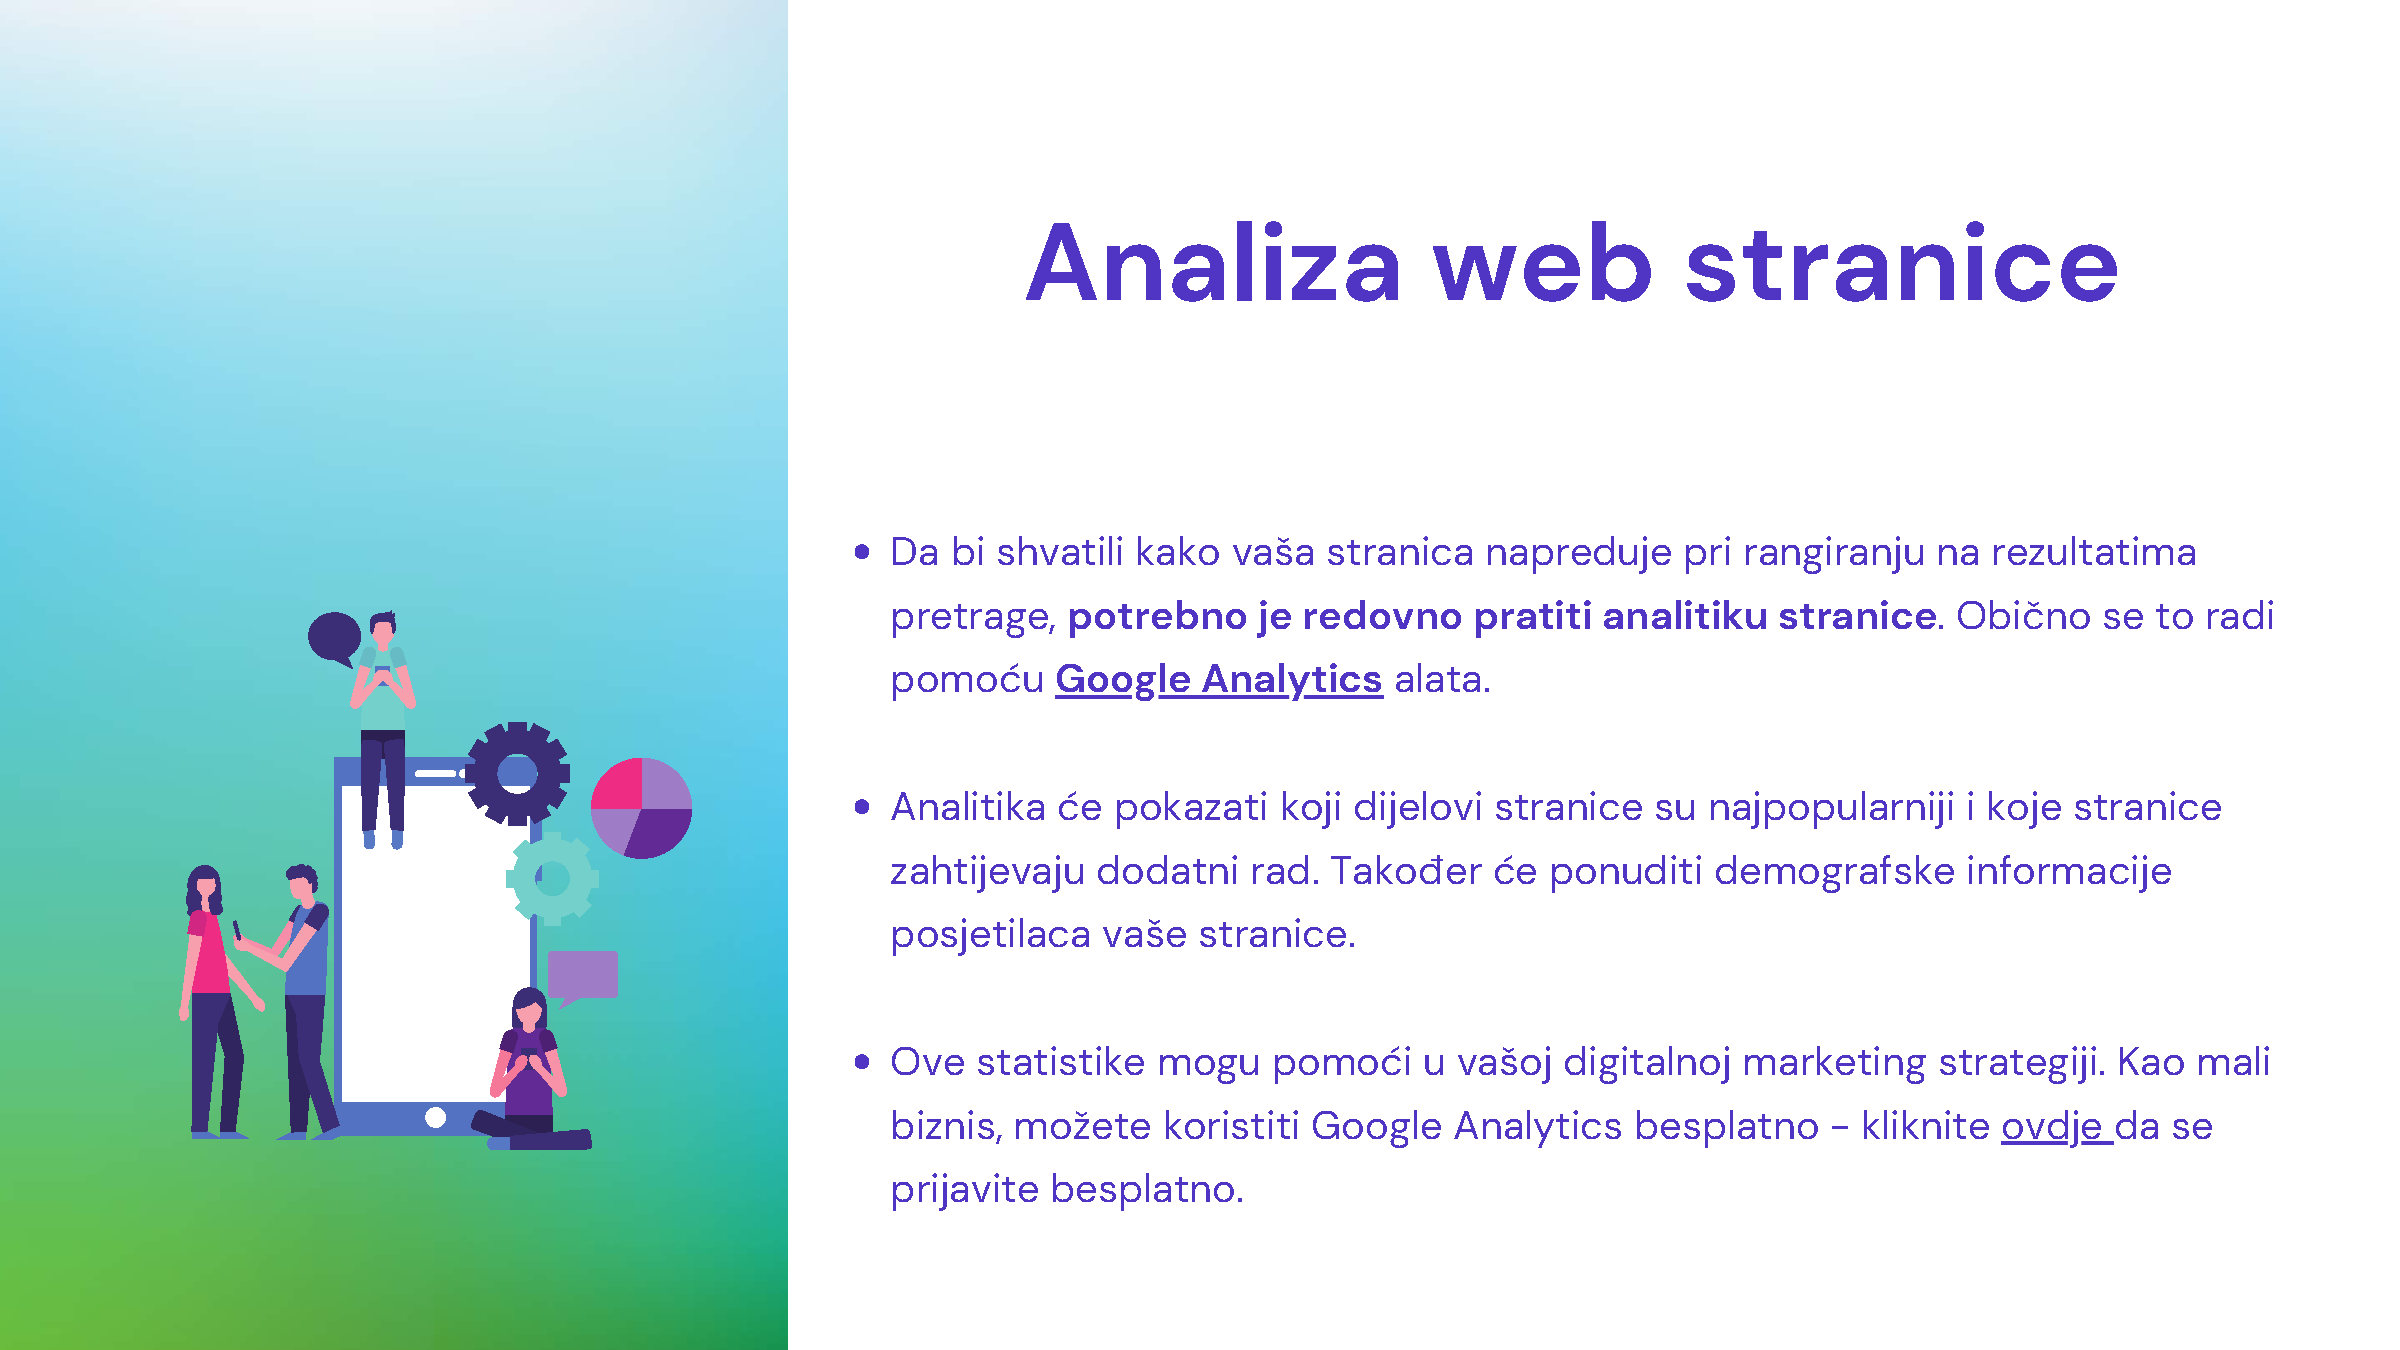 Analiza web stranice
• Da bi shvatili kako vaša stranica napreduje pri rangiranju na rezultatima
pretrage, potrebno je redovno pratiti analitiku stranice. Obično se to radi
pomoću Google Analytics alata.
• Analitika će pokazati koji dijelovi stranice su najpopularniji i koje stranice
zahtijevaju dodatni rad. Također će ponuditi demografske informacije
posjetilaca vaše stranice.
• Ove statistike mogu pomoći u vašoj digitalnoj marketing strategiji. Kao mali
biznis, možete koristiti Google Analytics besplatno - kliknite ovdje da se
prijavite besplatno.